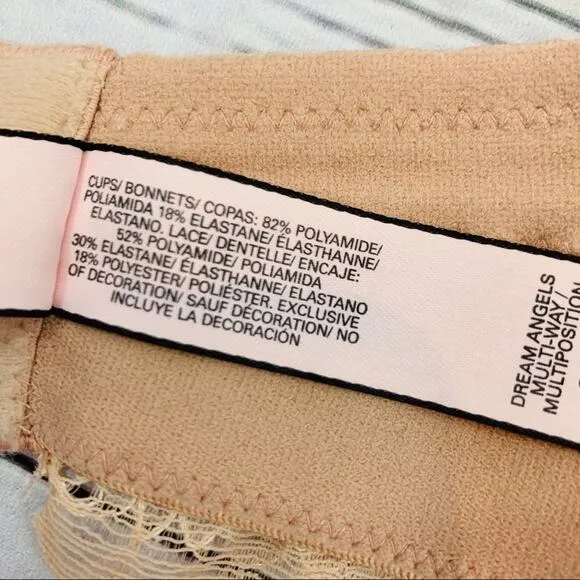 CUPS/ BONNETS/ COPAS: 82% POLYAMIDE/
POLIAMIDA 18% ELASTANE/ ÉLASTHANNE/
ELASTANO. LACE/ DENTELLE/ ENCAJE:
52% POLYAMIDE/ POLIAMIDA
30% ELASTANE/ ÉLASTHANNE/ ELASTANO
18% POLYESTER/ POLIÉSTER. EXCLUSIVE
OF DECORATION/ SAUF DÉCORATION/ NO
INCLUYE LA DECORACIÓN
DREAM ANGELS
MULTI-WAY/
MULTIPOSITION